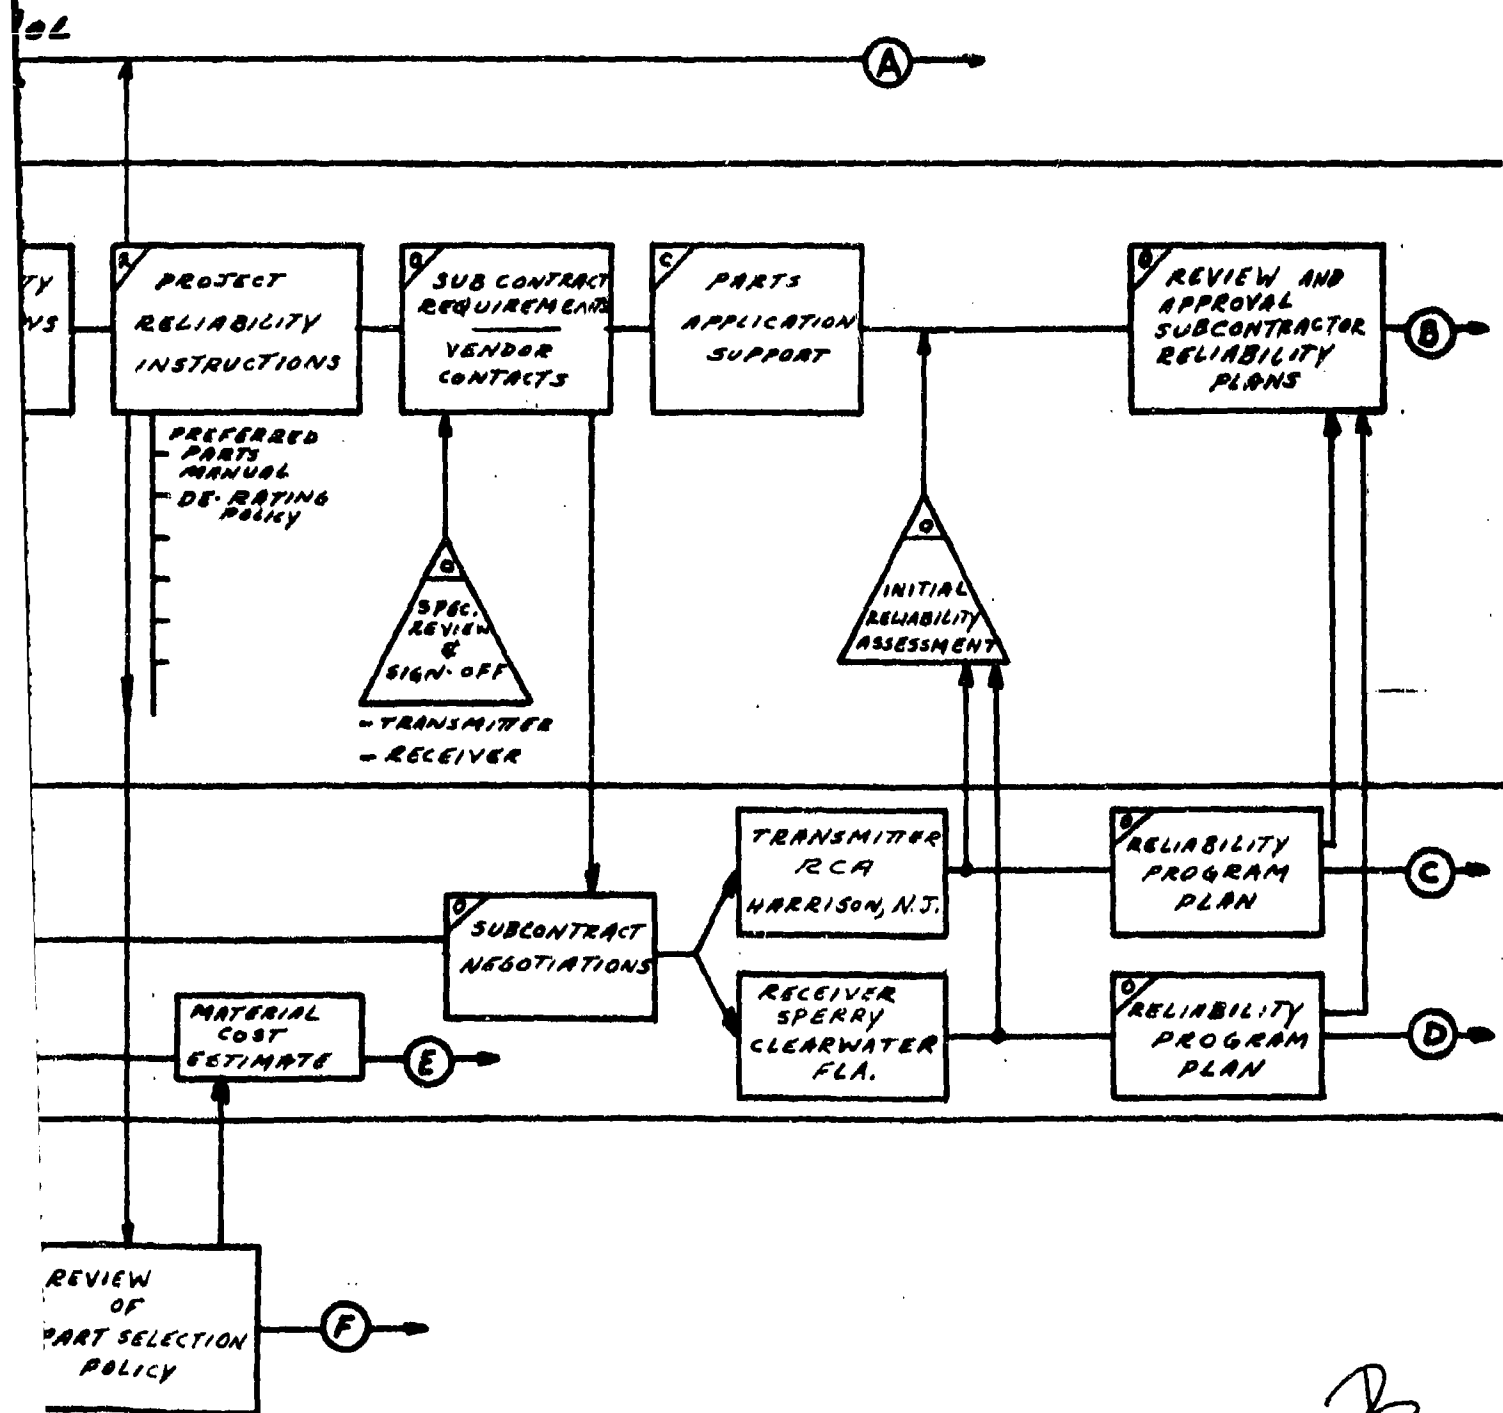 A
R
PROJECT
RELIABILITY
INSTRUCTIONS
SUB CONTRACT
REQUIREMENTS
VENDOR
CONTACTS
C
PARTS
APPLICATION
SUPPORT
REVIEW AND
APPROVAL
SUBCONTRACTOR
RELIABILITY
PLANS
B
PREFERRED
PARTS
MANUAL
DE-RATING
POLICY
SPEC.
REVIEW
&
SIGN-OFF
- TRANSMITTER
- RECEIVER
INITIAL
RELIABILITY
ASSESSMENT
TRANSMITTER
RCA
HARRISON, N.J.
RELIABILITY
PROGRAM
PLAN
C
SUBCONTRACT
NEGOTIATIONS
RECEIVER
SPERRY
CLEARWATER
FLA.
RELIABILITY
PROGRAM
PLAN
D
MATERIAL
COST
EETIMATE
E
REVIEW
OF
PART SELECTION
POLICY
F